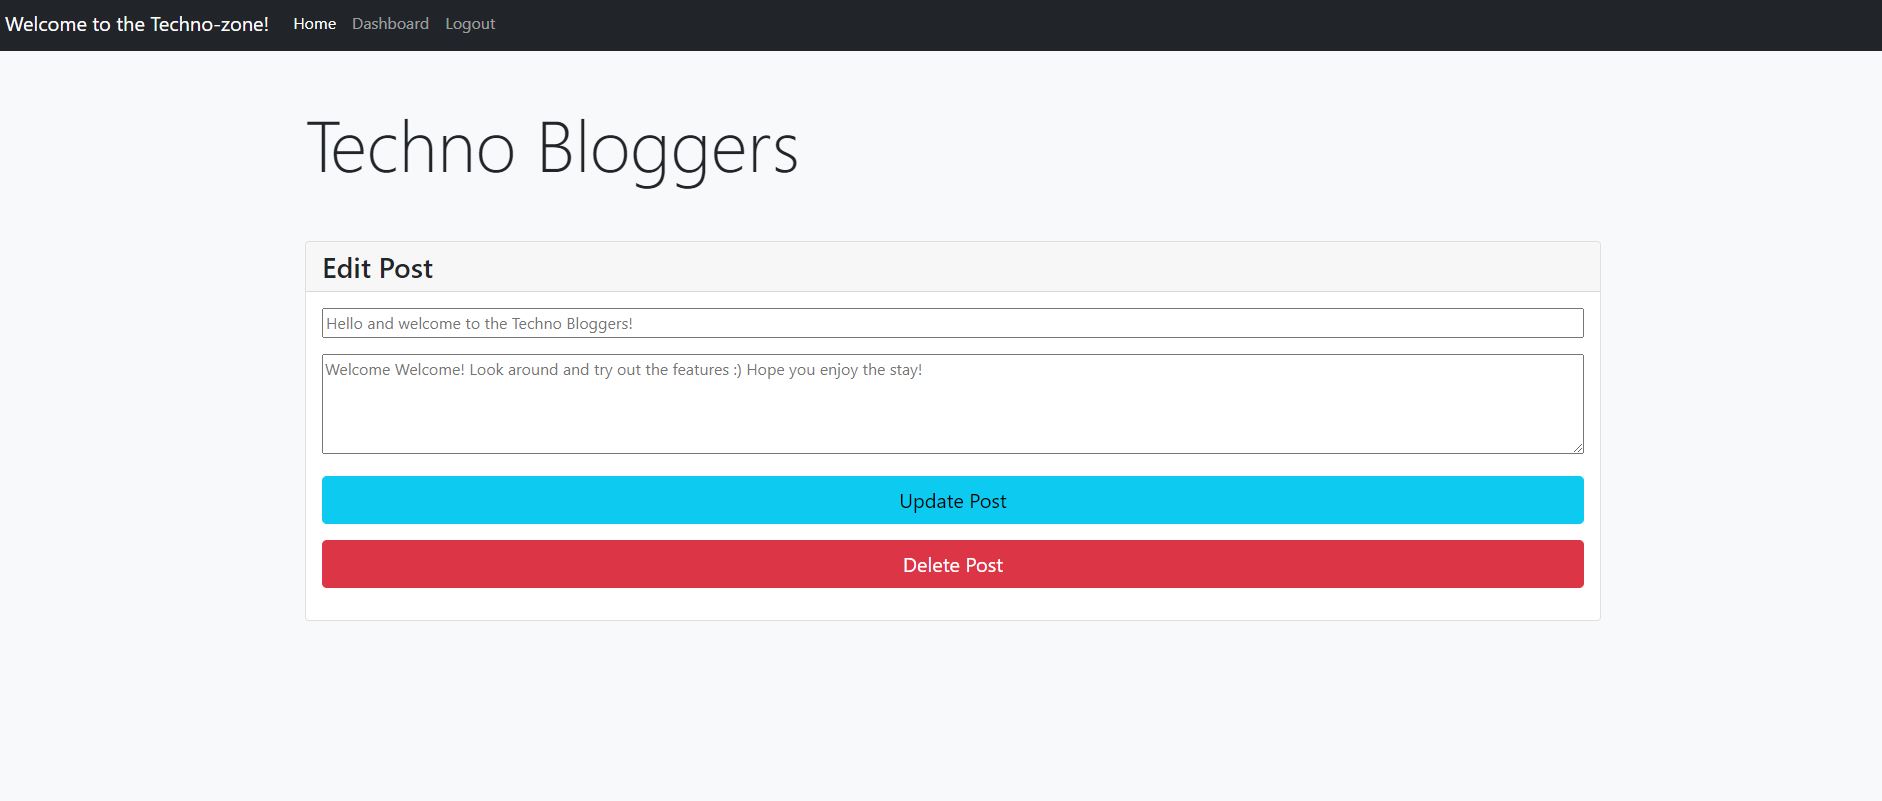 Welcome to the Techno-zone! Home Dashboard Logout
Techno Bloggers
Edit Post
Hello and welcome to the Techno Bloggers!
Welcome Welcome! Look around and try out the features :) Hope you enjoy the stay!
Update Post
Delete Post